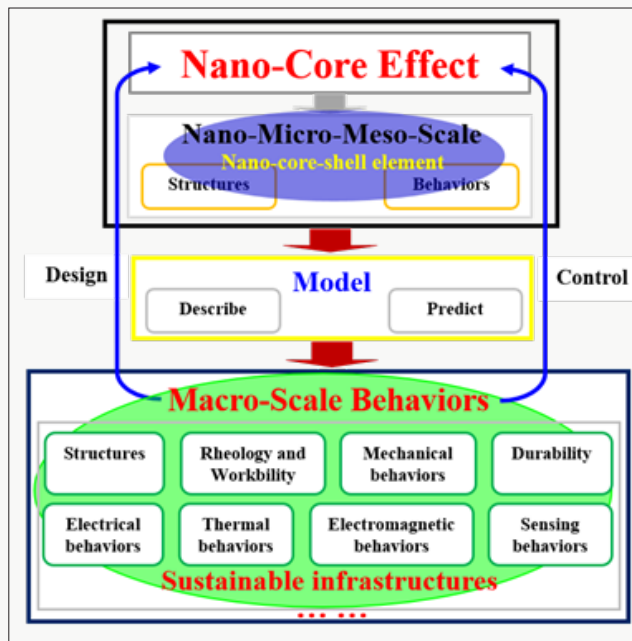 Nano-Core Effect
Nano-Micro-Meso-Scale
Nano-core-shell element
Structures
Behaviors
Design
Control
Model
Describe
Predict
Macro-Scale Behaviors
Structures
Rheology and
Workbility
Mechanical
behaviors
Durability
Electrical
behaviors
Thermal
behaviors
Electromagnetic
behaviors
Sensing
behaviors
Sustainable infrastructures
... ...